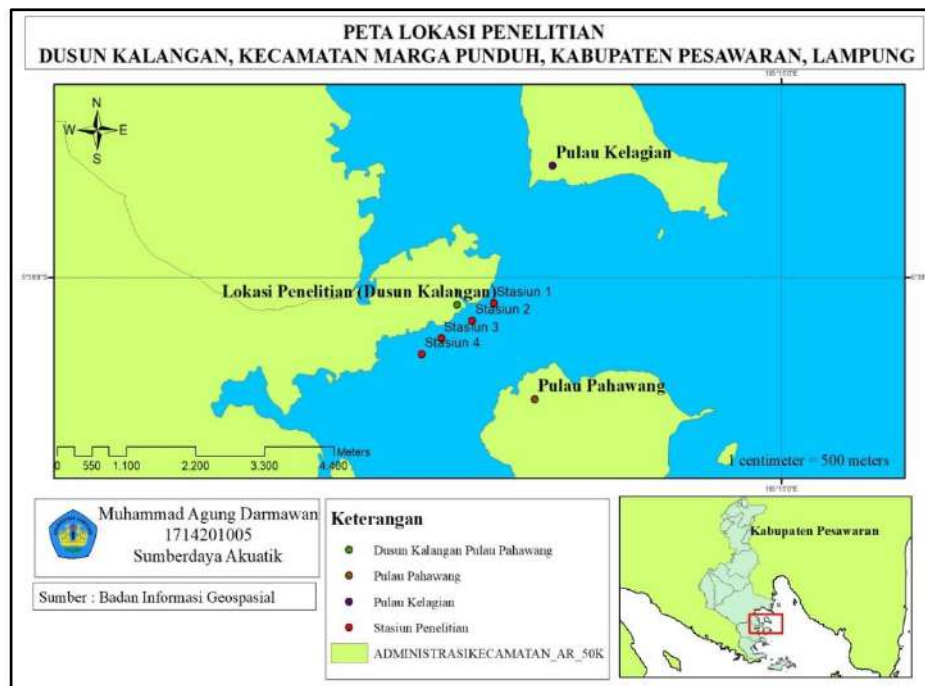 PETA LOKASI PENELITIAN
DUSUN KALANGAN, KECAMATAN MARGA PUNDUH, KABUPATEN PESAWARAN, LAMPUNG
N
W E
S
Pulau Kelagian
Lokasi Penelitian (Dusun Kalangan)
Stasiun 1
Stasiun 2
Stasiun 3
Stasiun 4
Pulau Pahawang
Meters
0 550 1.100 2.200 3.300 4.400
1 centimeter = 500 meters
Muhammad Agung Darmawan
1714201005
Sumberdaya Akuatik
Sumber : Badan Informasi Geospasial
Keterangan
Dusun Kalangan Pulau Pahawang
Pulau Pahawang
Pulau Kelagian
Stasiun Penelitian
ADMINISTRASIKECAMATAN_AR_50K
Kabupaten Pesawaran